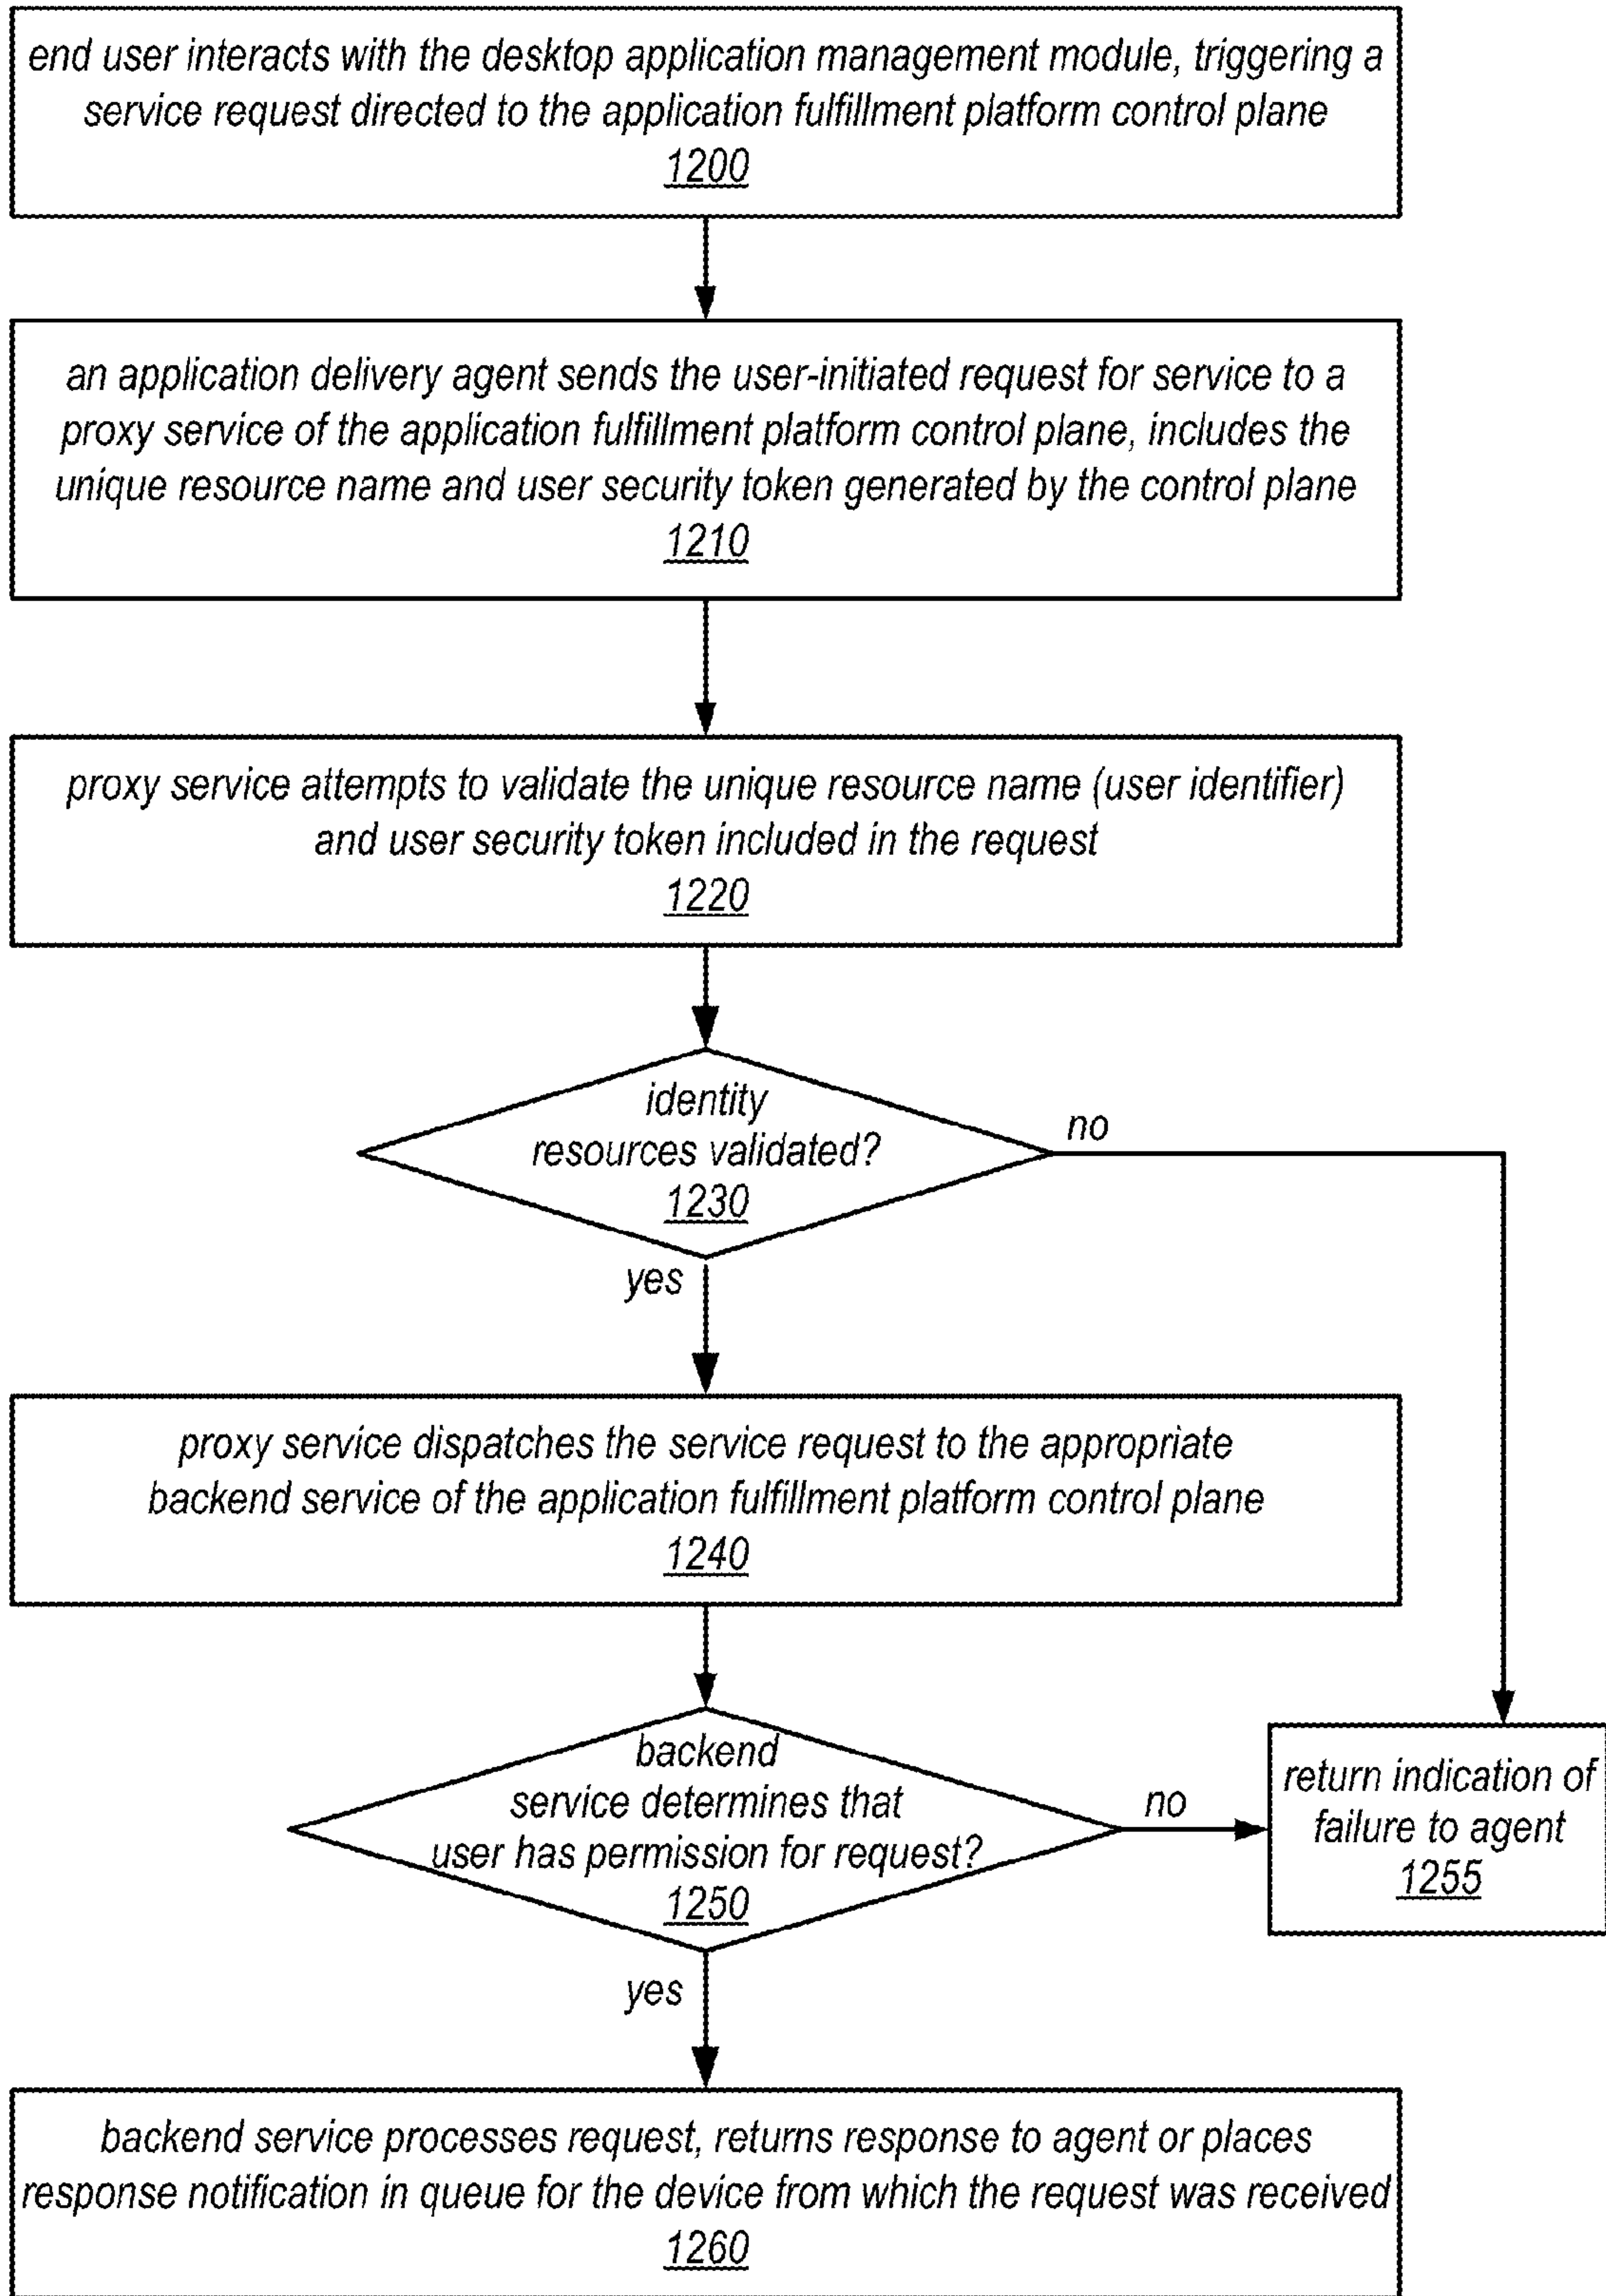 end user interacts with the desktop application management module, triggering a
service request directed to the application fulfillment platform control plane
1200
an application delivery agent sends the user-initiated request for service to a
proxy service of the application fulfillment platform control plane, includes the
unique resource name and user security token generated by the control plane
1210
proxy service attempts to validate the unique resource name (user identifier)
and user security token included in the request
1220
identity
resources validated?
1230
no
yes
proxy service dispatches the service request to the appropriate
backend service of the application fulfillment platform control plane
1240
backend
service determines that
user has permission for request?
1250
no
return indication of
failure to agent
1255
yes
backend service processes request, returns response to agent or places
response notification in queue for the device from which the request was received
1260